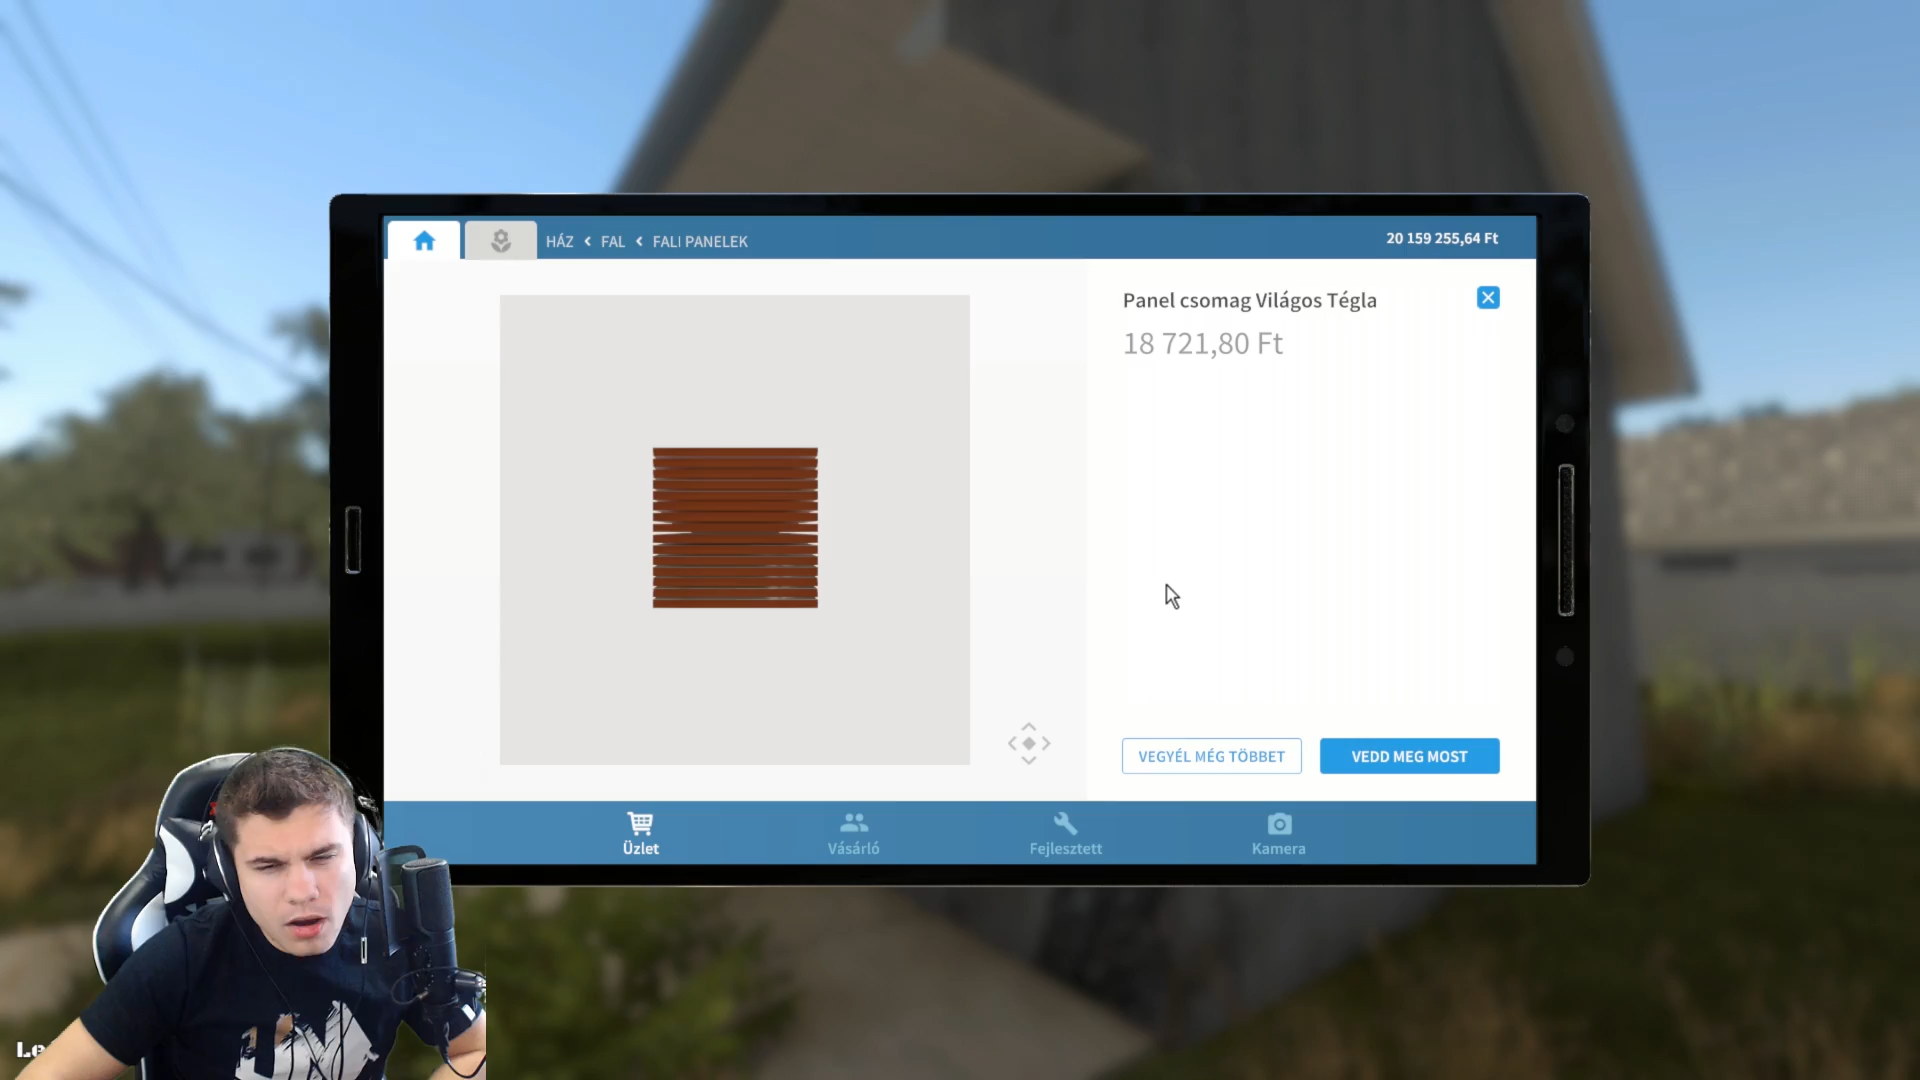 HÁZ < FAL < FALI PANELEK
20 159 255,64 Ft
Panel csomag Világos Tégla
18 721,80 Ft
VEGYÉL MÉG TÖBBET
VEDD MEG MOST
Üzlet
Vásárló
Fejlesztett
Kamera